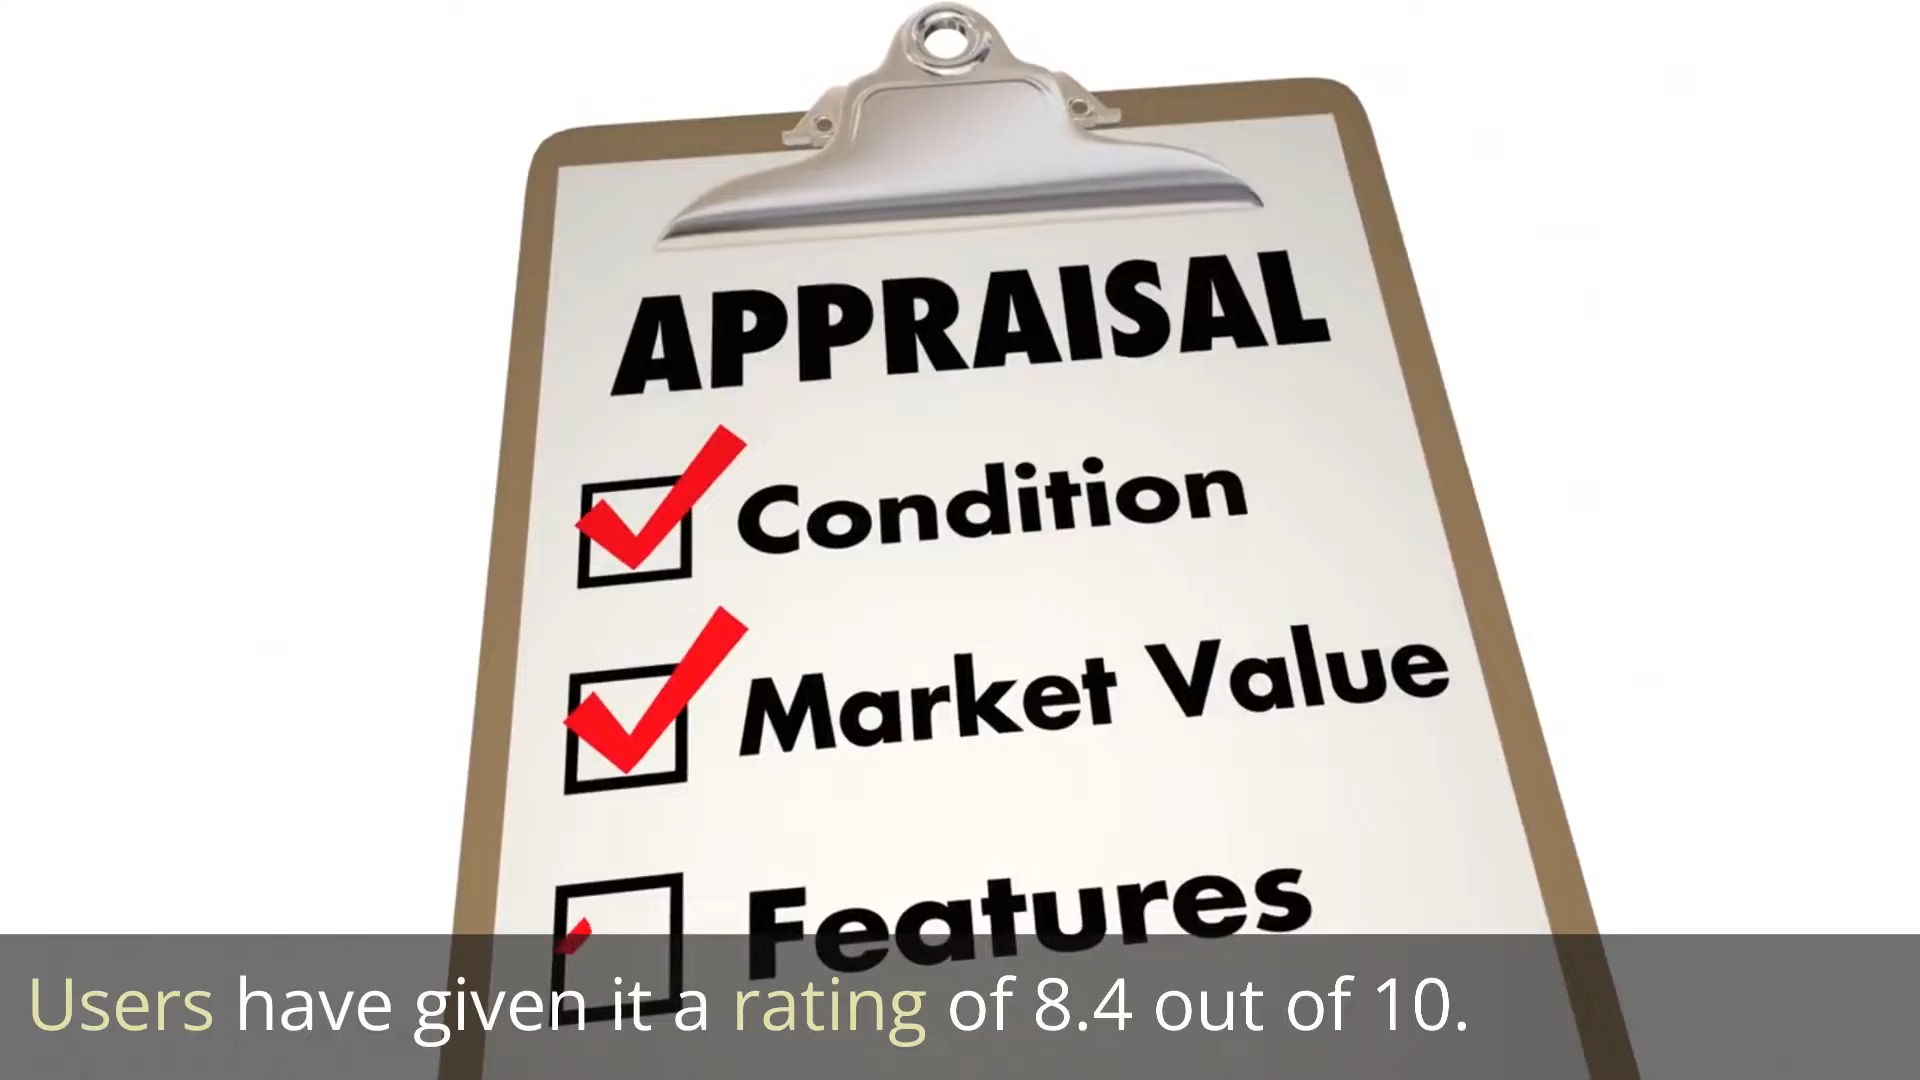 APPRAISAL
Condition
Market Value
Features
Users have given it a rating of 8.4 out of 10.